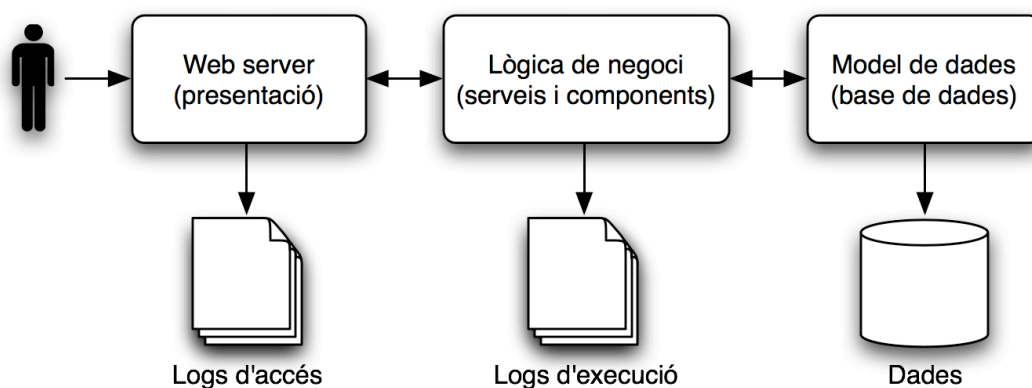 Web server
(presentació)
Lògica de negoci
(serveis i components)
Model de dades
(base de dades)
Logs d'accés
Logs d'execució
Dades